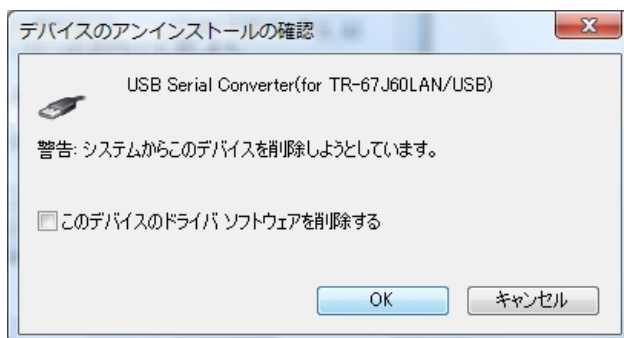 デバイスのアンインストールの確認
USB Serial Converter(for TR-67J60LAN/USB)
警告: システムからこのデバイスを削除しようとしています。
このデバイスのドライバ ソフトウェアを削除する
OK
キャンセル